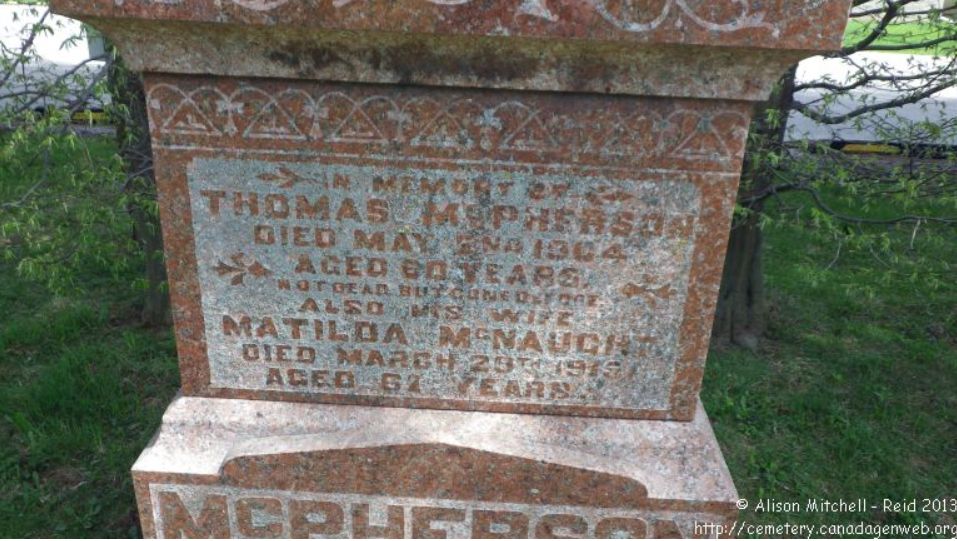 IN MEMORY OF
THOMAS McPHERSON
DIED MAY 2ND 1904
AGED 60 YEARS.
NOT DEAD, BUT GONE BEFORE
ALSO HIS WIFE
MATILDA McNAUGHT
DIED MARCH 29TH
AGED 61 YEARS.
McPHERSON
© Alison Mitchell - Reid 2013
http://cemetery.canadagenweb.org